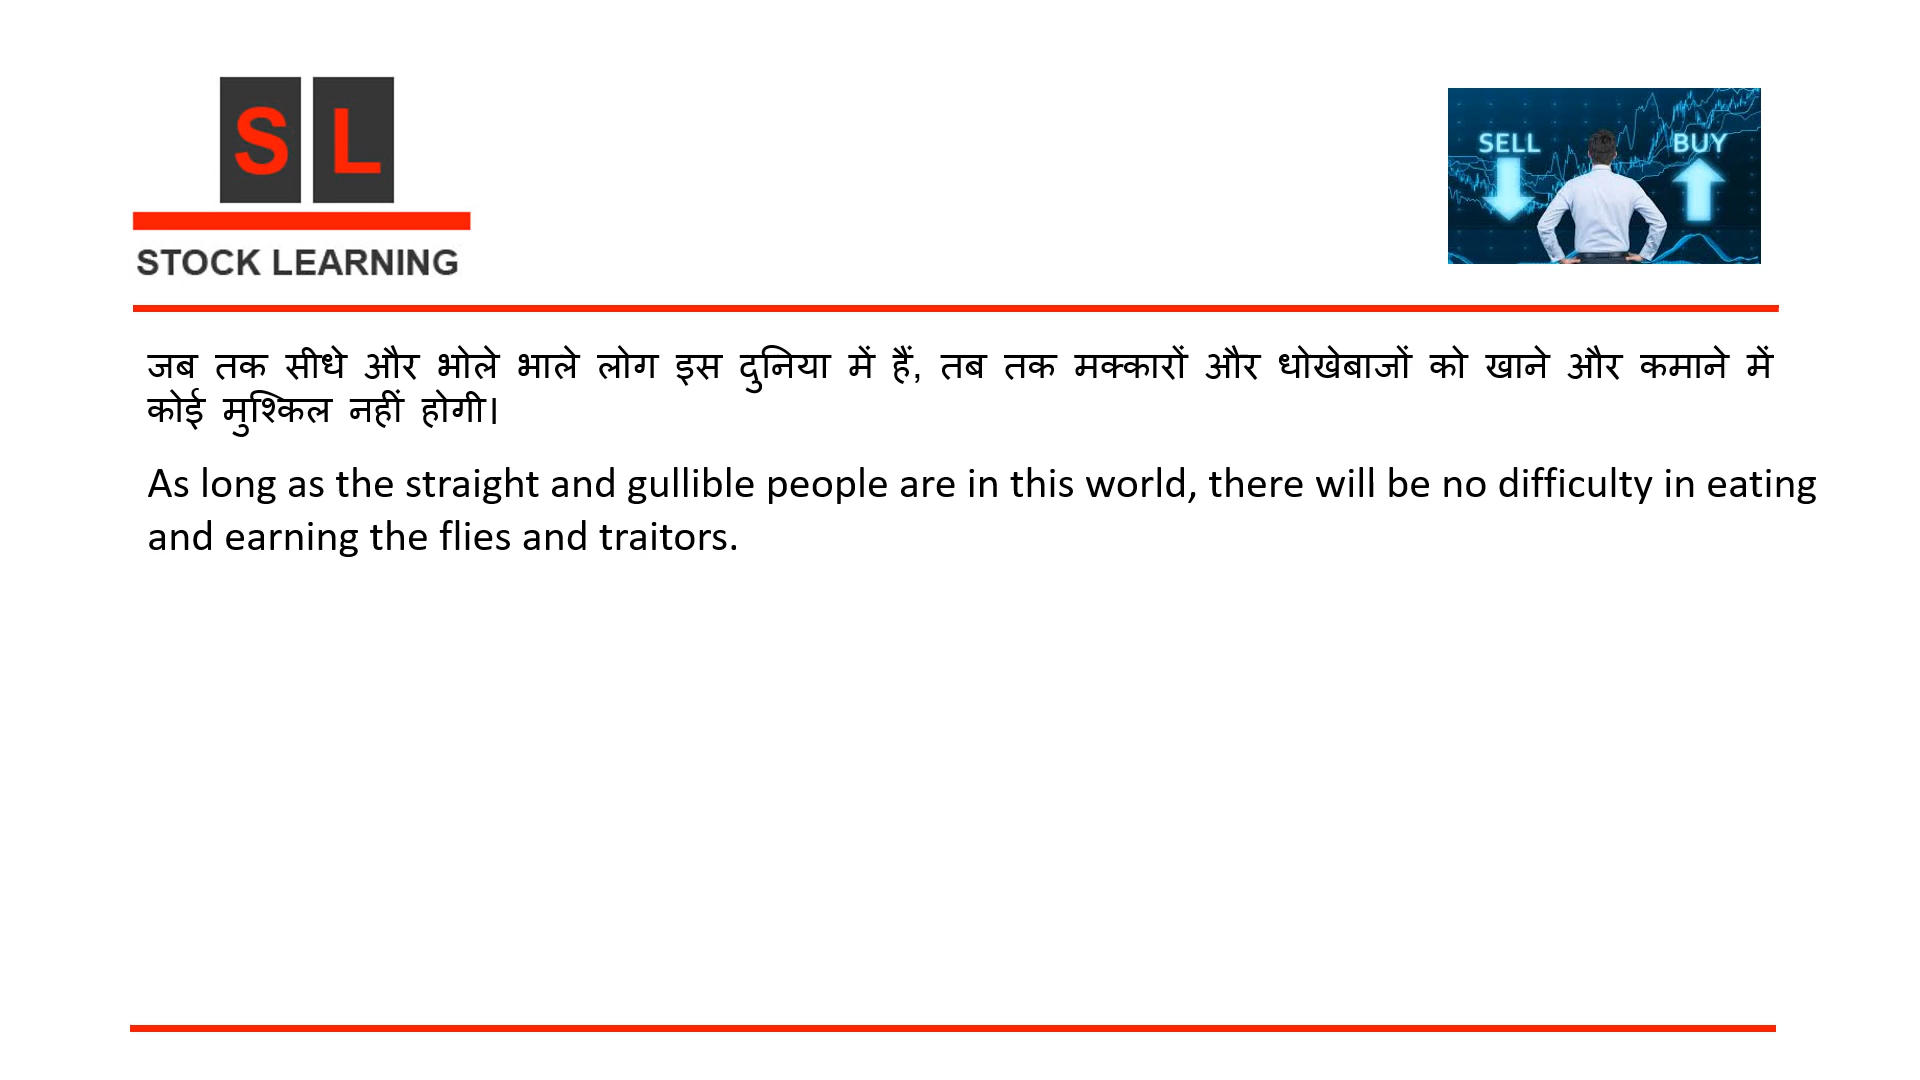 S L
STOCK LEARNING
SELL BUY
जब तक सीधे और भोले भाले लोग इस दुनिया में हैं, तब तक मक्कारों और धोखेबाजों को खाने और कमाने में
कोई मुश्किल नहीं होगी।
As long as the straight and gullible people are in this world, there will be no difficulty in eating
and earning the flies and traitors.